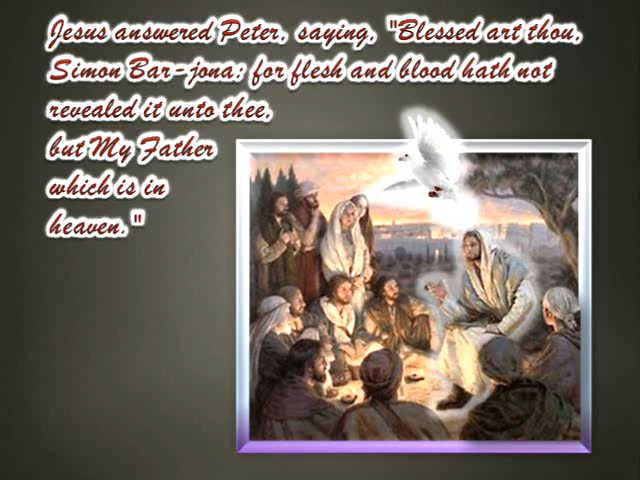 Jesus answered Peter, saying, "Blessed art thou,
Simon Bar-jona: for flesh and blood hath not
revealed it unto thee,
but My Father
which is in
heaven."